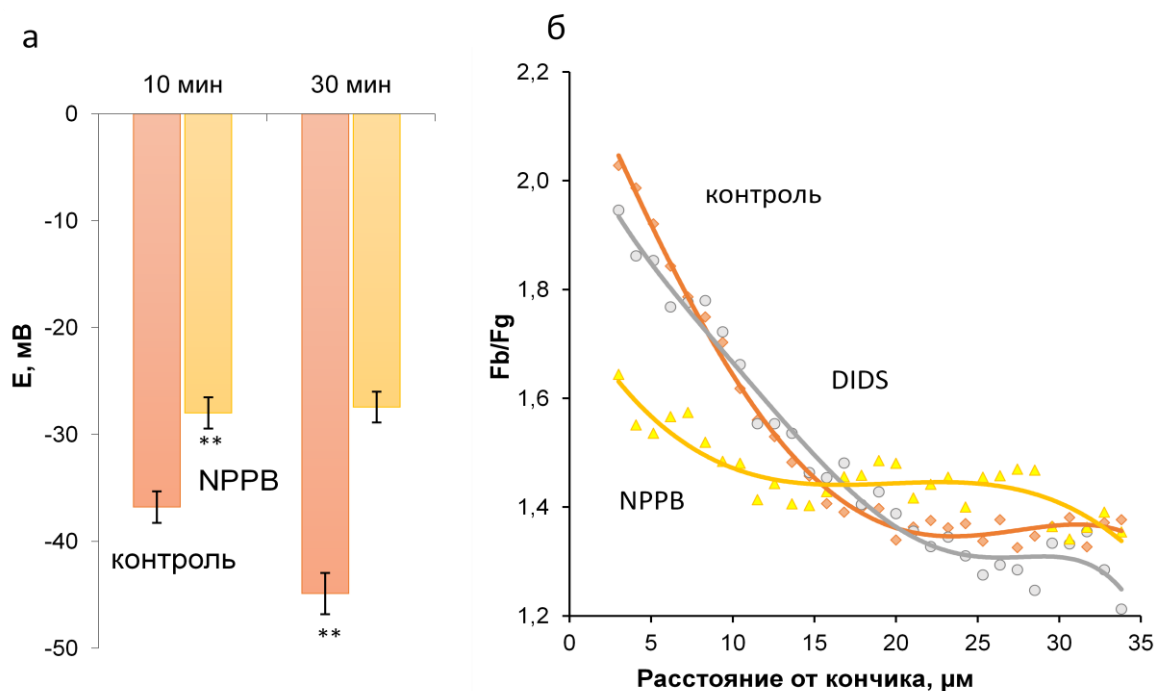 а
10 мин
30 мин
0
-10
-20
-30
-40
-50
E, мВ
**
NPPB
контроль
**
б
2,2
2,0
1,8
1,6
1,4
1,2
Fb/Fg
контроль
DIDS
NPPB
0
5
10
15
20
25
30
35
Расстояние от кончика, μм